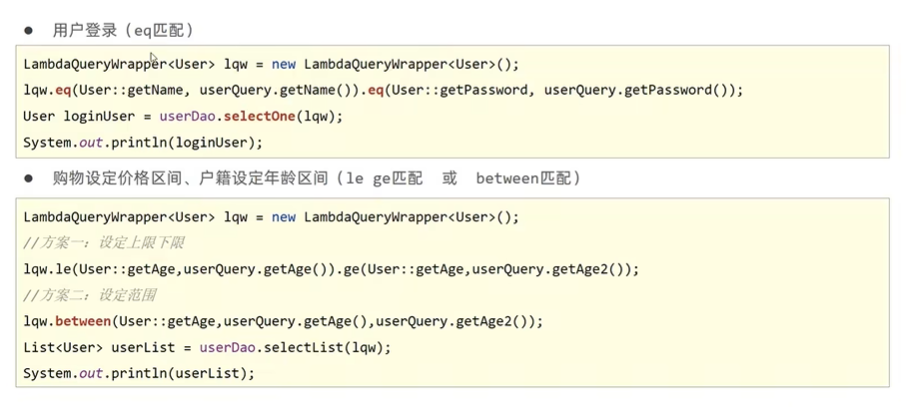 ● 用户登录（eq匹配）
LambdaQueryWrapper<User> lqw = new LambdaQueryWrapper<User>();
lqw.eq(User::getName, userQuery.getName()).eq(User::getPassword, userQuery.getPassword());
User loginUser = userDao.selectOne(lqw);
System.out.println(loginUser);
● 购物设定价格区间、户籍设定年龄区间（le ge匹配 或 between匹配）
LambdaQueryWrapper<User> lqw = new LambdaQueryWrapper<User>();
//方案一：设定上限下限
lqw.le(User::getAge,userQuery.getAge()).ge(User::getAge,userQuery.getAge2());
//方案二：设定范围
lqw.between(User::getAge,userQuery.getAge(),userQuery.getAge2());
List<User> userList = userDao.selectList(lqw);
System.out.println(userList);